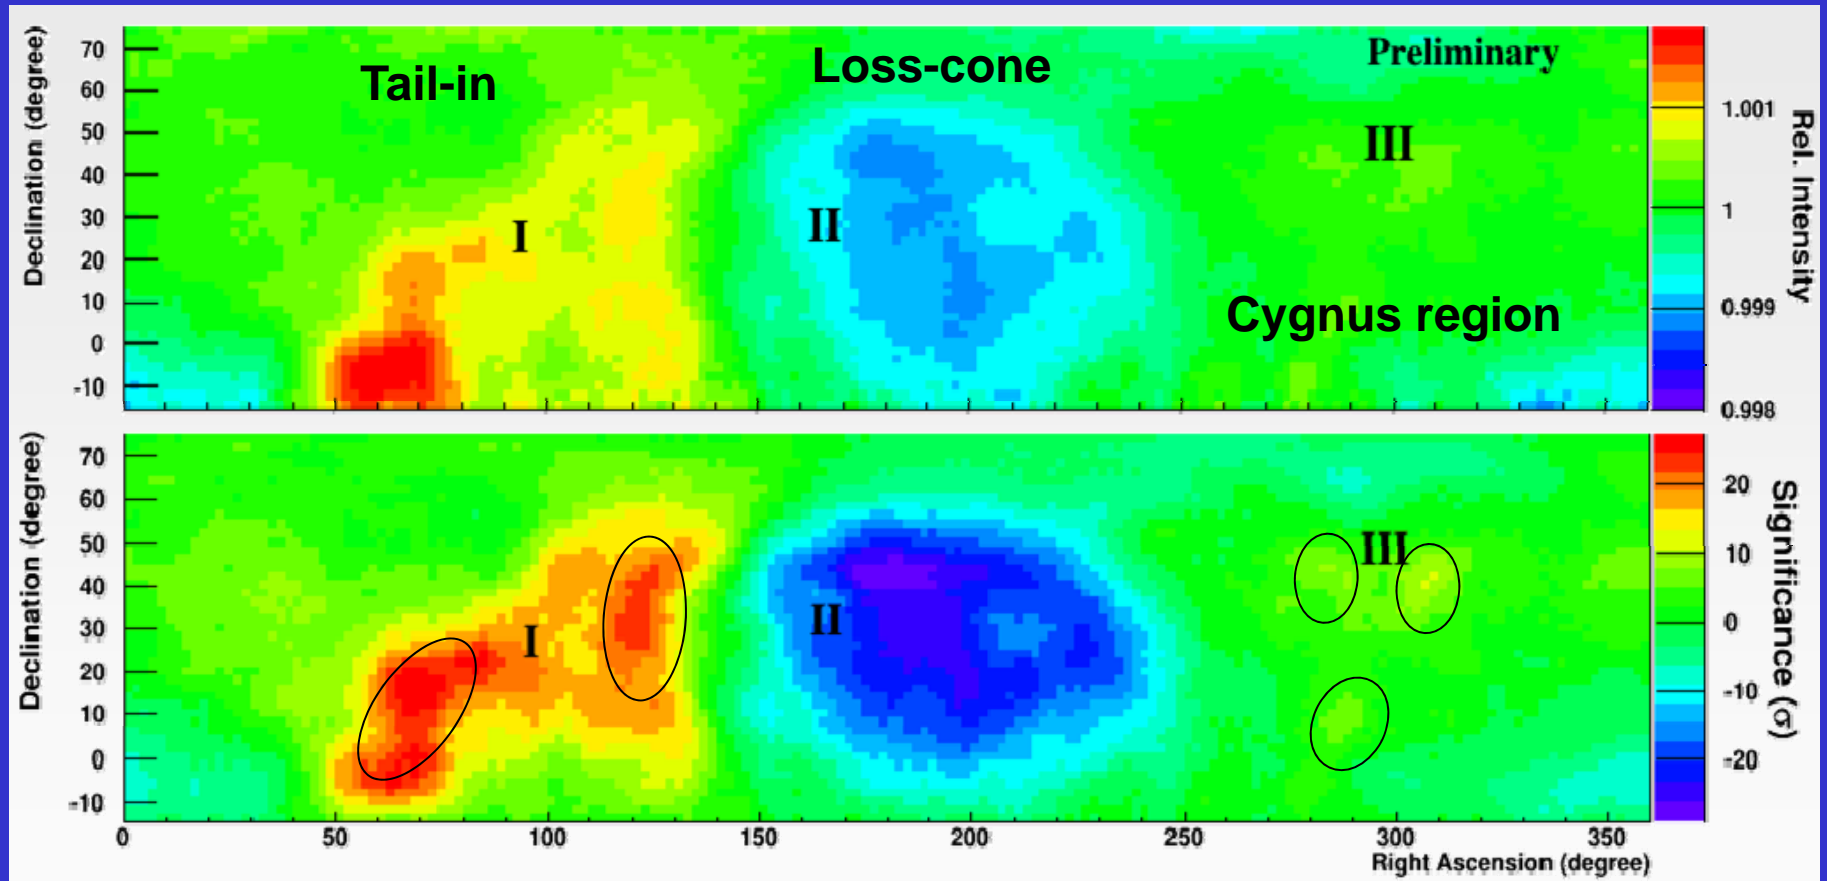 Tail-in
Loss-cone
Preliminary
I
II
III
Cygnus region
Declination (degree)
70
60
50
40
30
20
10
0
-10
1.001
1
0.999
0.998
Rel. Intensity
I
II
III
Declination (degree)
70
60
50
40
30
20
10
0
-10
20
10
0
-10
-20
Significance (σ)
0 50 100 150 200 250 300 350
Right Ascension (degree)